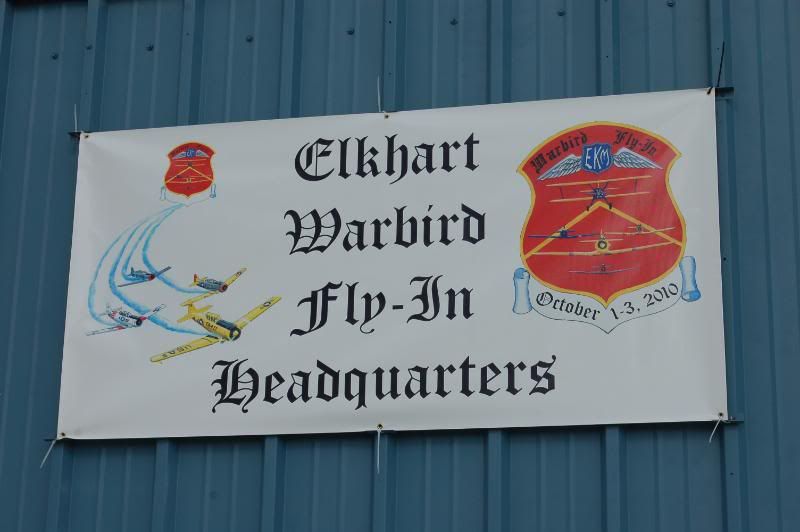 Elkhart
Warbird
Fly-In
Headquarters
Warbird Fly-In
EKM
October 1-3, 2010